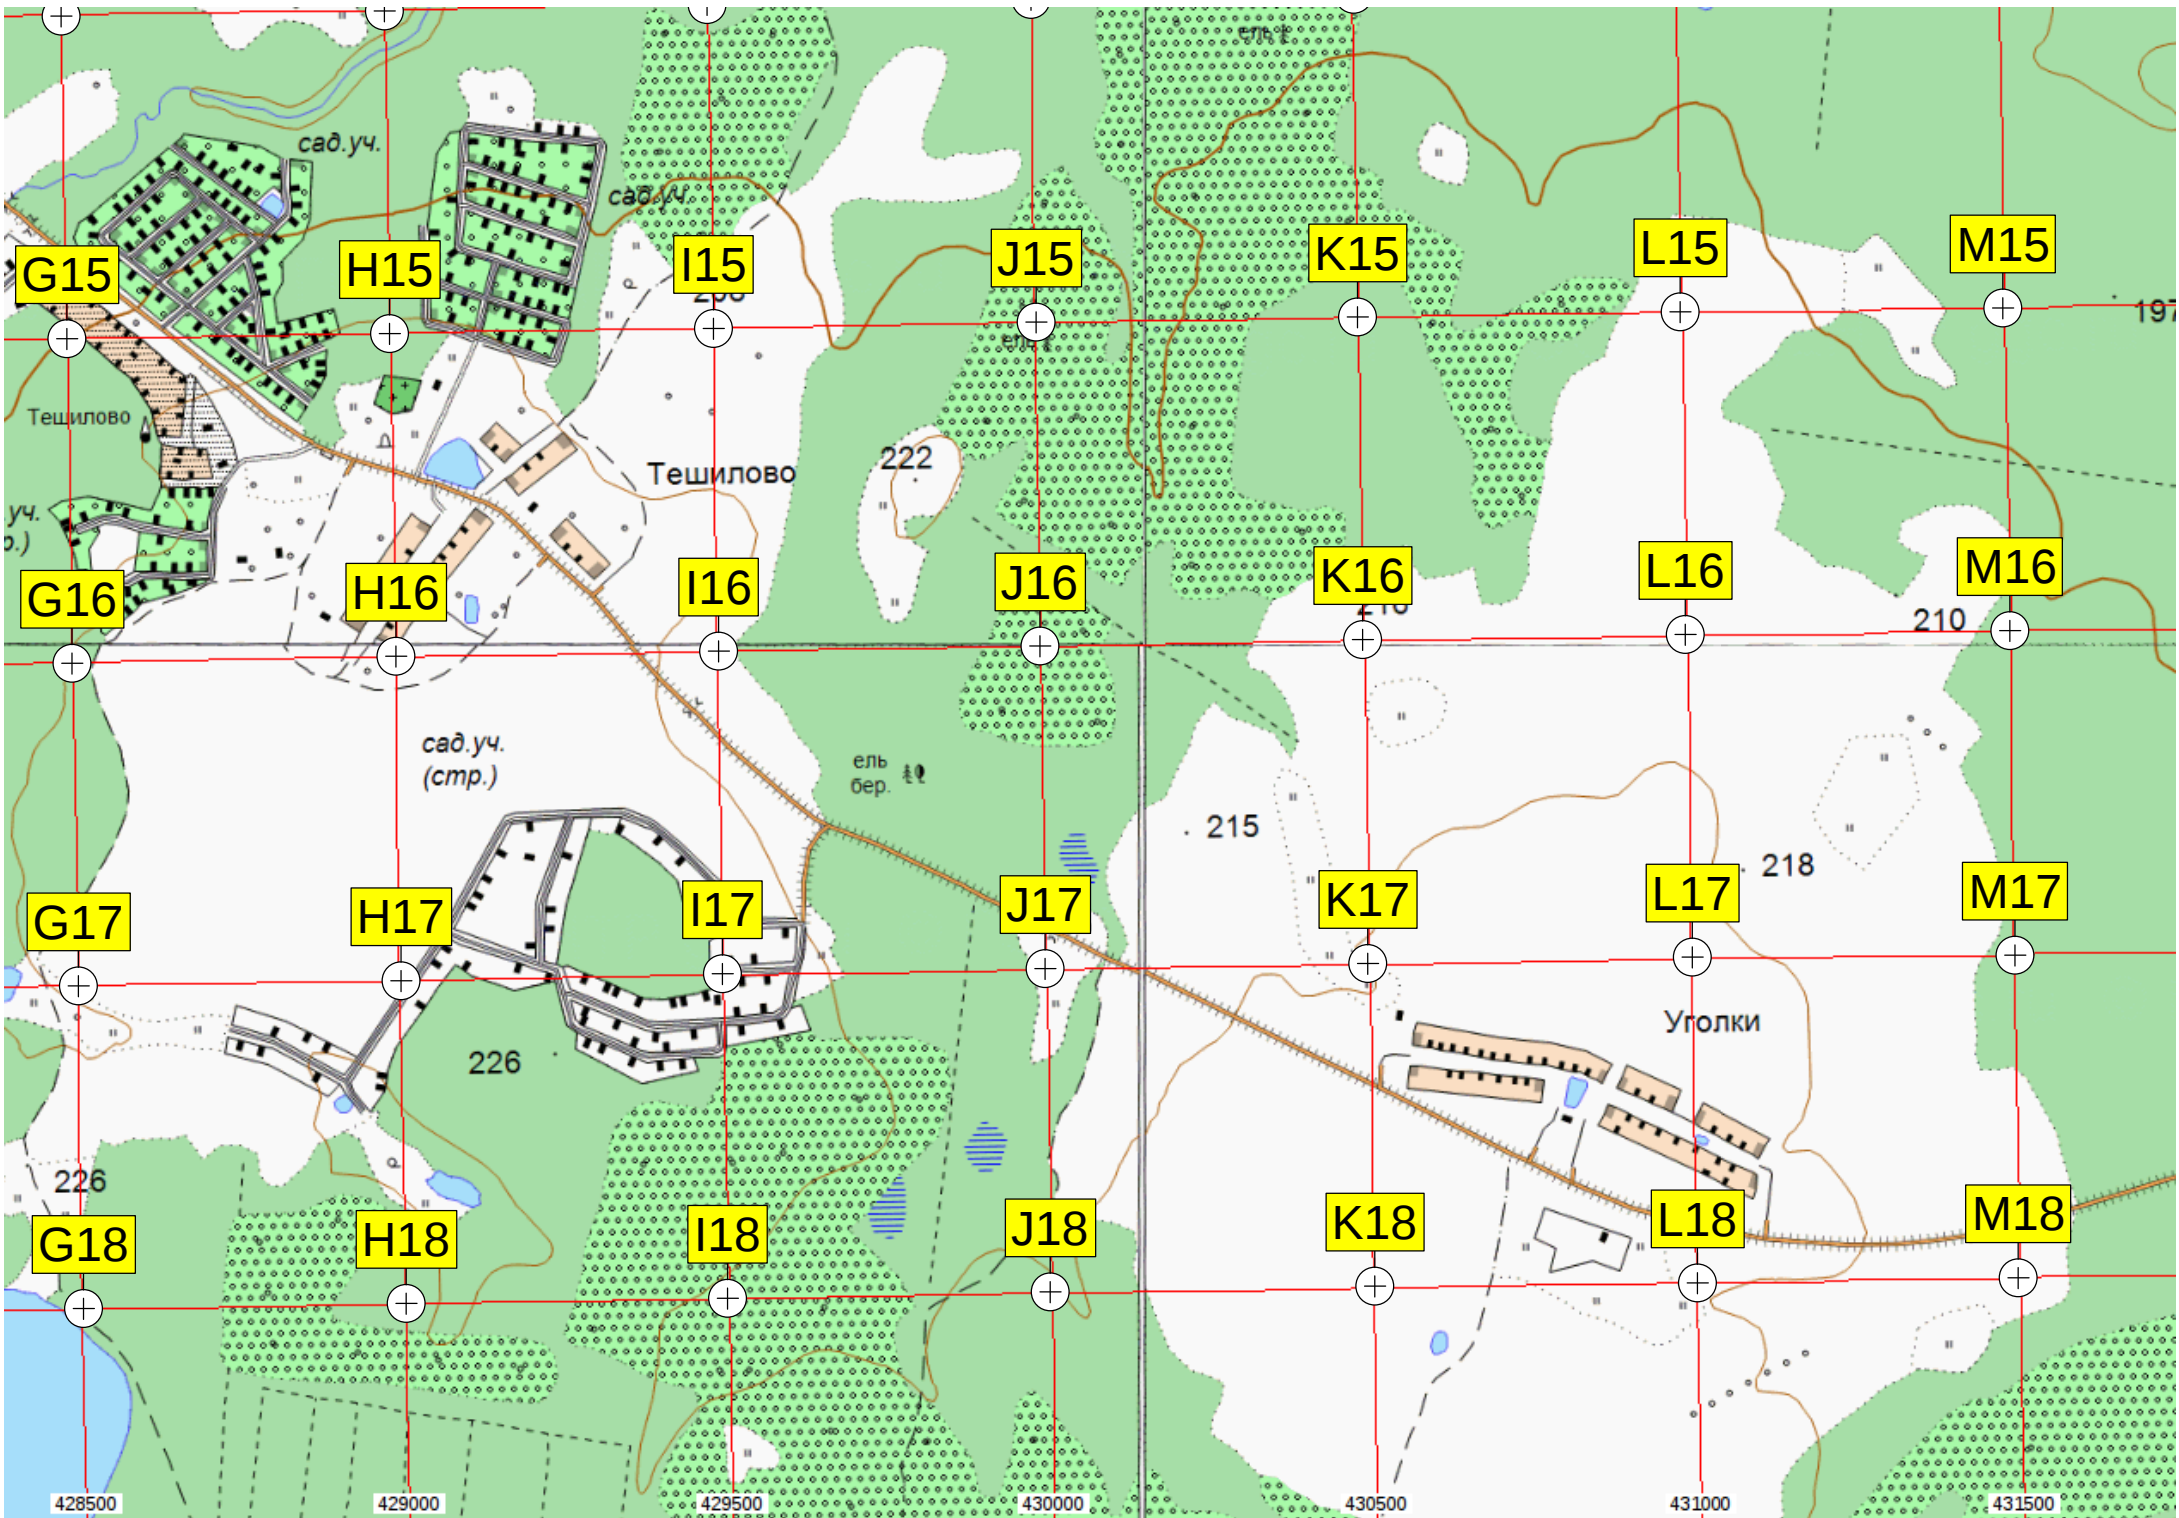 ель
сад.уч.
сад.уч.
G15
H15
I15
J15
K15
L15
M15
197
ель
Тешилово
Тешилово
222
уч.
G16
H16
I16
J16
K16
L16
M16
210
сад.уч.
(стр.)
ель
бер.
215
218
G17
H17
I17
J17
K17
L17
M17
Уголки
226
226
G18
H18
I18
J18
K18
L18
M18
428500
429000
429500
430000
430500
431000
431500